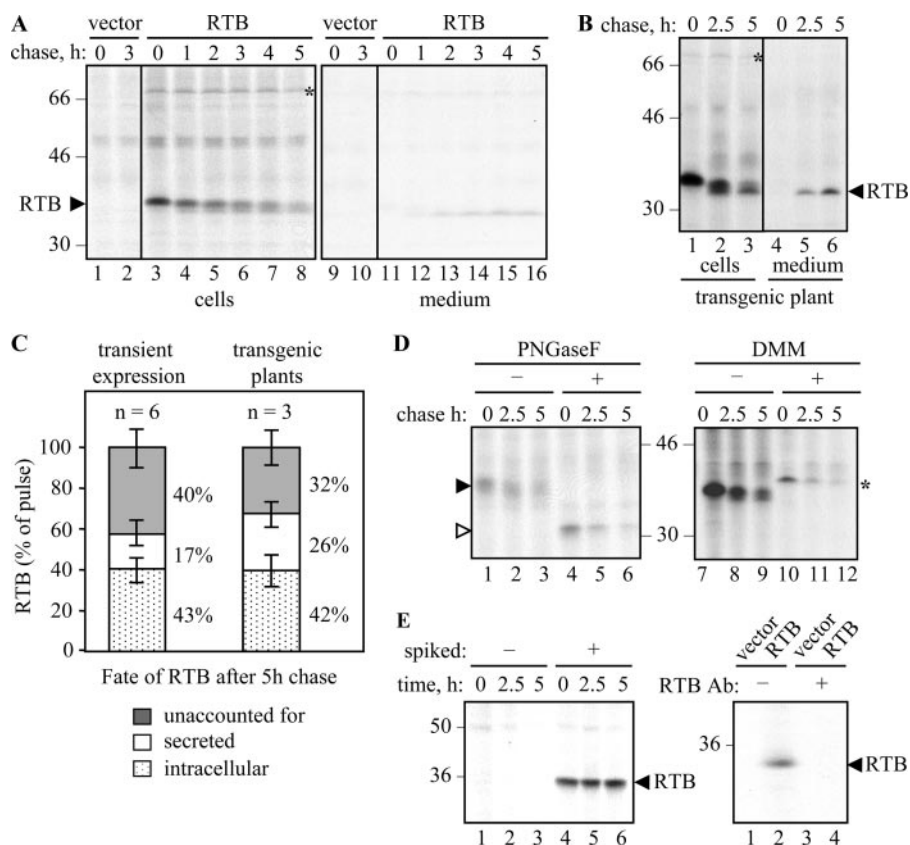 A
vector RTB vector RTB
chase, h: 0 3 0 1 2 3 4 5 0 3 0 1 2 3 4 5
66
*
46
RTB
30
1 2 3 4 5 6 7 8 9 10 11 12 13 14 15 16
cells medium
B
chase, h: 0 2.5 5 0 2.5 5
66
*
46
RTB
30
1 2 3 4 5 6
cells medium
transgenic plant
C
transient expression
transgenic plants
n = 6 n = 3
RTB (% of pulse)
100
80
60
40
20
0
40%
17%
43%
32%
26%
42%
Fate of RTB after 5h chase
unaccounted for
secreted
intracellular
D
PNGaseF DMM
– + – +
chase h: 0 2.5 5 0 2.5 5 0 2.5 5 0 2.5 5
46
*
30
1 2 3 4 5 6 7 8 9 10 11 12
E
spiked: – +
time, h: 0 2.5 5 0 2.5 5
50
36
RTB
1 2 3 4 5 6
vector RTB vector RTB
RTB Ab: – +
36
RTB
1 2 3 4